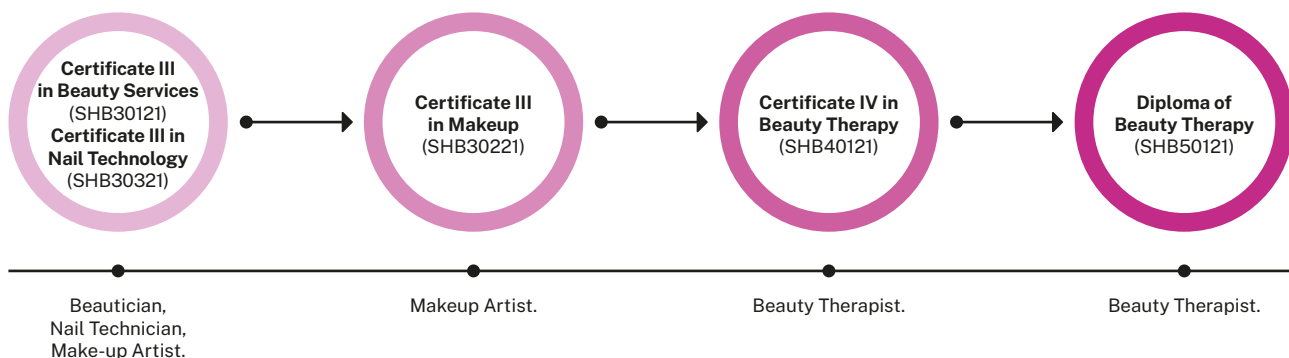 Certificate III
in Beauty Services
(SHB30121)
Certificate III in
Nail Technology
(SHB30321)
Certificate III
in Makeup
(SHB30221)
Certificate IV in
Beauty Therapy
(SHB40121)
Diploma of
Beauty Therapy
(SHB50121)
Beautician,
Nail Technician,
Make-up Artist.
Makeup Artist.
Beauty Therapist.
Beauty Therapist.